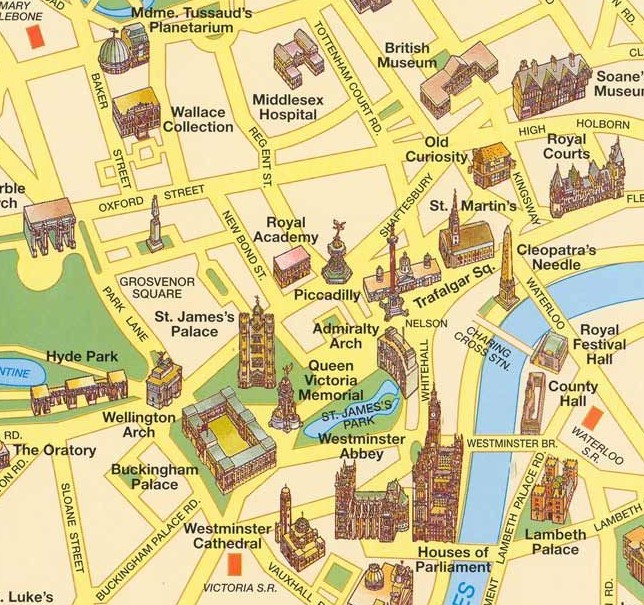 MARY
LEBONE
Mdme. Tussaud's
Planetarium
TOTTENHAM COURT RD.
British
Museum
Soane's
Museum
BAKER
STREET
Wallace
Collection
Middlesex
Hospital
REGENT ST.
HIGH HOLBORN
Old
Curiosity
Royal
Courts
KINGSWAY
FLE
rble
rch
OXFORD STREET
NEW BOND ST.
Royal
Academy
SHAFTESBURY
St. Martin's
Cleopatra's
Needle
GROSVENOR
SQUARE
Piccadilly
Trafalgar Sq.
WATERLOO
PARK LANE
St. James's
Palace
Admiralty
Arch
NELSON
CHARING
CROSS STN.
Royal
Festival
Hall
Hyde Park
NTINE
Queen
Victoria
Memorial
WHITEHALL
County
Hall
Wellington
Arch
ST. JAMES'S
PARK
Westminster
Abbey
WESTMINSTER BR.
WATERLOO
S.R.
RD.
The Oratory
ON RD.
Buckingham
Palace
SLOANE STREET
BUCKINGHAM PALACE RD.
Westminster
Cathedral
LAMBETH PALACE RD.
Lambeth
Palace
LAMBETH
Houses of
Parliament
VICTORIA S.R.
VAUXHALL
. Luke's
ES
MENT
RD.